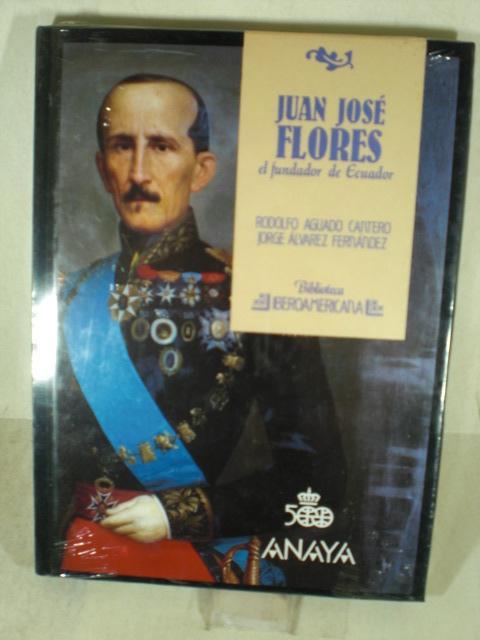 JUAN JOSÉ
FLORES
el fundador de Ecuador
RODOLFO AGUADO CANTERO
JORGE ÁLVAREZ FERNÁNDEZ
Biblioteca
IBEROAMERICANA
500
ANAYA